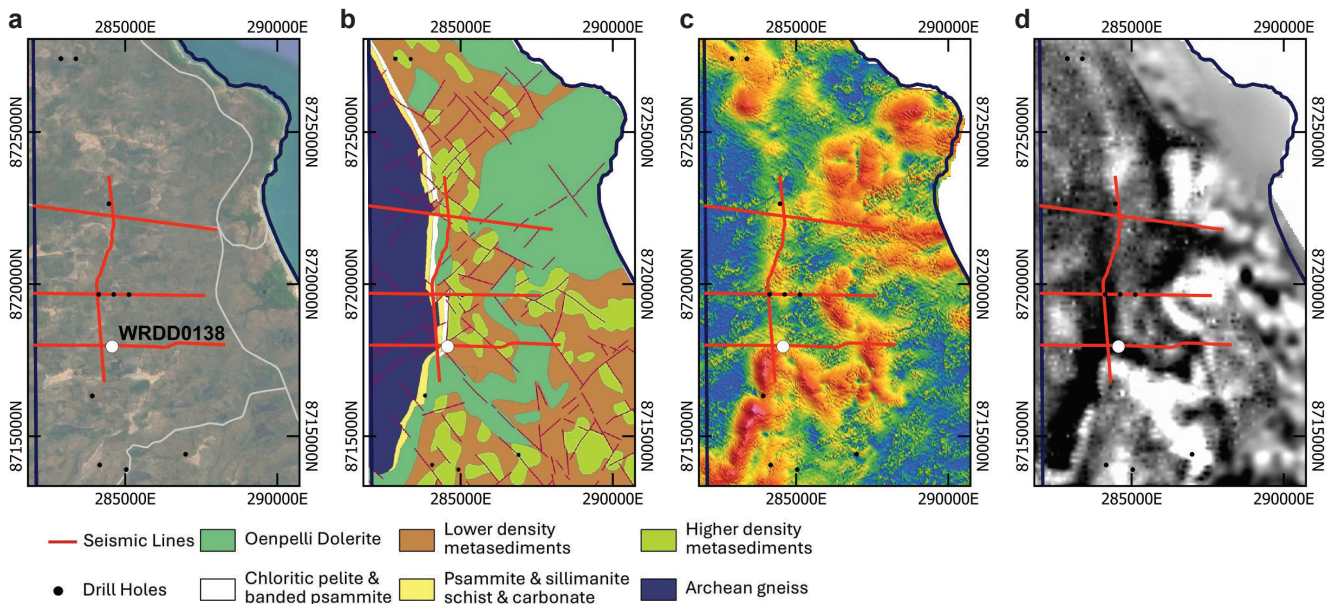 a
b
c
d
285000E
290000E
285000E
290000E
285000E
290000E
285000E
290000E
8725000N
8725000N
8725000N
8725000N
8725000N
8725000N
8725000N
8725000N
8720000N
8720000N
8720000N
8720000N
8720000N
8720000N
8720000N
8720000N
WRDD0138
8715000N
8715000N
8715000N
8715000N
8715000N
8715000N
8715000N
8715000N
285000E
290000E
285000E
290000E
285000E
290000E
285000E
290000E
Seismic Lines
Oenpelli Dolerite
Lower density
metasediments
Higher density
metasediments
Drill Holes
Chloritic pelite &
banded psammite
Psammite & sillimanite
schist & carbonate
Archean gneiss